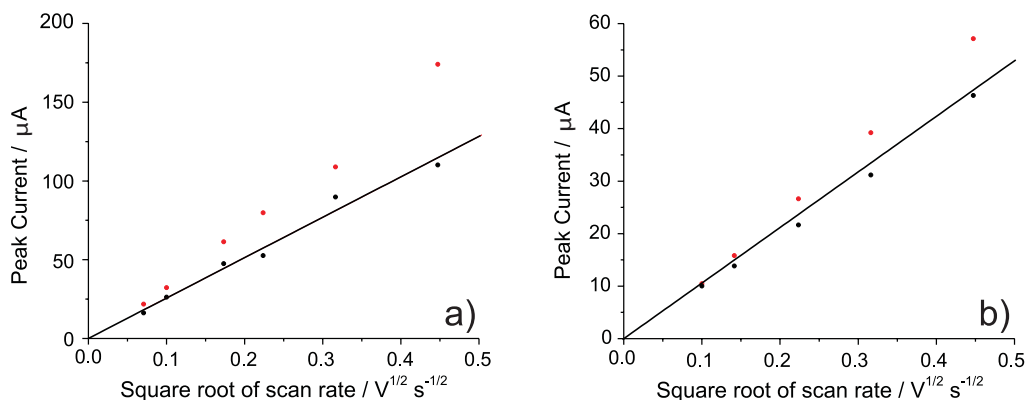 200
150
100
50
0
Peak Current / μA
0.0 0.1 0.2 0.3 0.4 0.5
Square root of scan rate / V^1/2 s^-1/2
a)
60
50
40
30
20
10
0
Peak Current / μA
0.0 0.1 0.2 0.3 0.4 0.5
Square root of scan rate / V^1/2 s^-1/2
b)